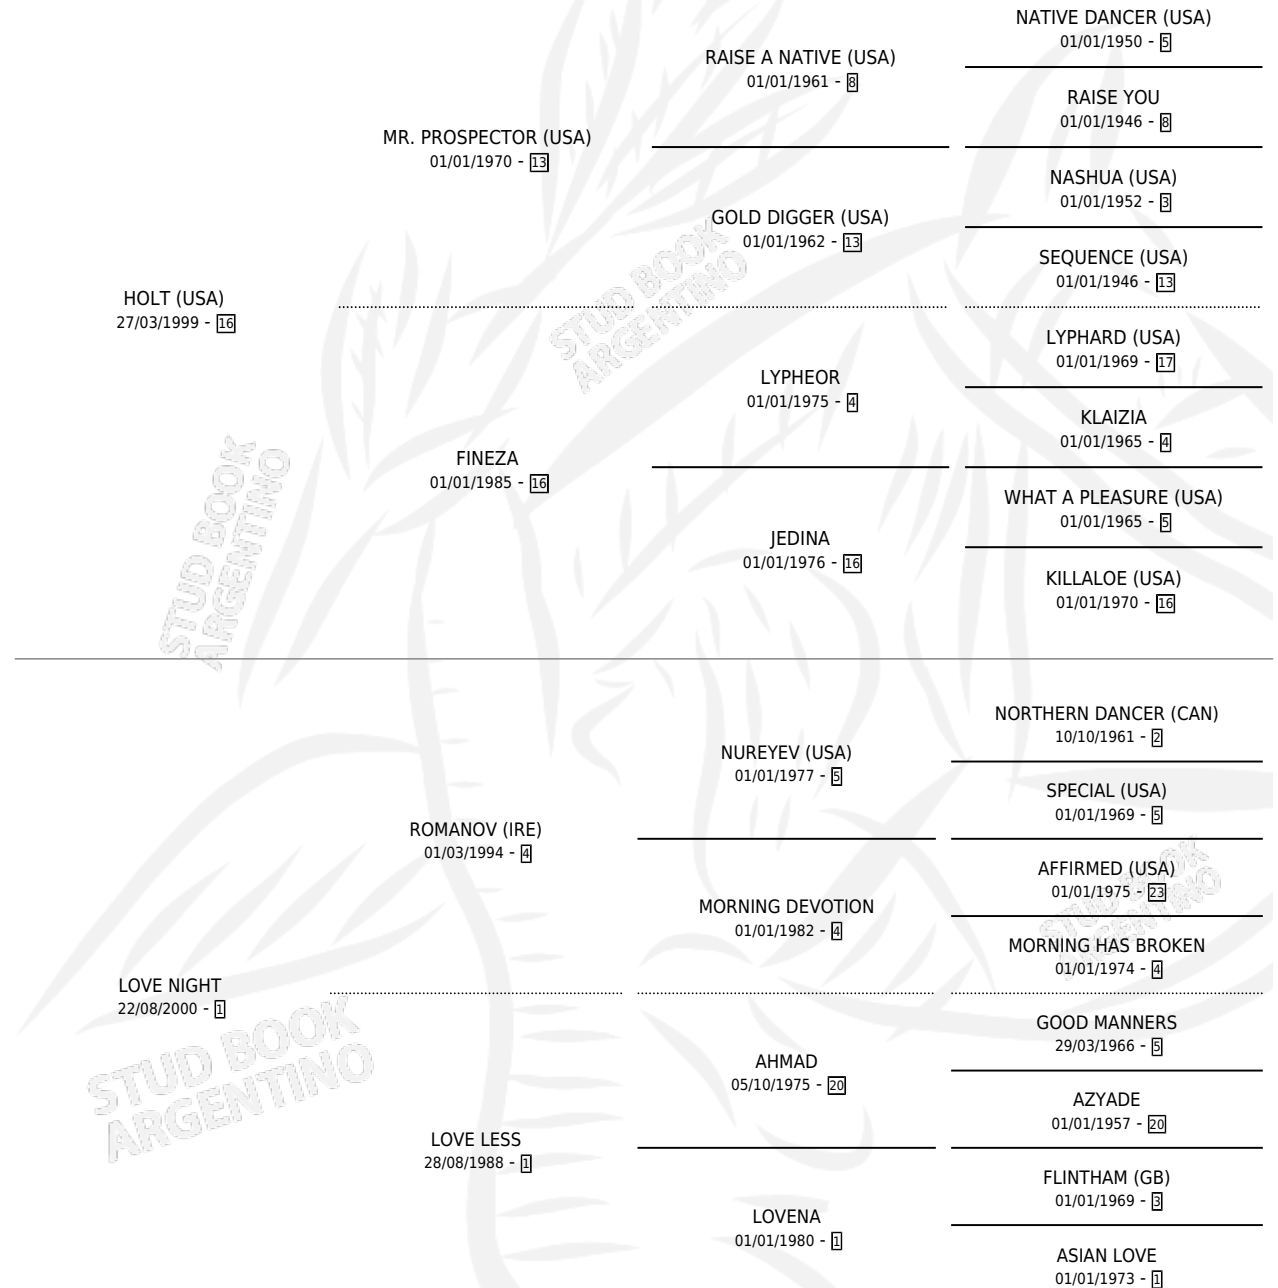 NATIVE DANCER (USA)
01/01/1950 - 5
RAISE A NATIVE (USA)
01/01/1961 - 8
RAISE YOU
01/01/1946 - 8
MR. PROSPECTOR (USA)
01/01/1970 - 13
NASHUA (USA)
01/01/1952 - 3
GOLD DIGGER (USA)
01/01/1962 - 13
SEQUENCE (USA)
01/01/1946 - 13
STUD BOOK
ARGENTINO
HOLT (USA)
27/03/1999 - 16
LYPHARD (USA)
01/01/1969 - 17
LYPHEOR
01/01/1975 - 4
KLAIZIA
01/01/1965 - 4
FINEZA
01/01/1985 - 16
WHAT A PLEASURE (USA)
01/01/1965 - 5
JEDINA
01/01/1976 - 16
KILLALOE (USA)
01/01/1970 - 16
STUD BOOK
ARGENTINO
NORTHERN DANCER (CAN)
10/10/1961 - 2
NUREYEV (USA)
01/01/1977 - 5
SPECIAL (USA)
01/01/1969 - 5
ROMANOV (IRE)
01/03/1994 - 4
AFFIRMED (USA)
01/01/1975 - 23
MORNING DEVOTION
01/01/1982 - 4
MORNING HAS BROKEN
01/01/1974 - 4
STUD BOOK
ARGENTINO
LOVE NIGHT
22/08/2000 - 1
GOOD MANNERS
29/03/1966 - 5
AHMAD
05/10/1975 - 20
AZYADE
01/01/1957 - 20
STUD BOOK
ARGENTINO
LOVE LESS
28/08/1988 - 1
FLINTHAM (GB)
01/01/1969 - 3
LOVENA
01/01/1980 - 1
ASIAN LOVE
01/01/1973 - 1